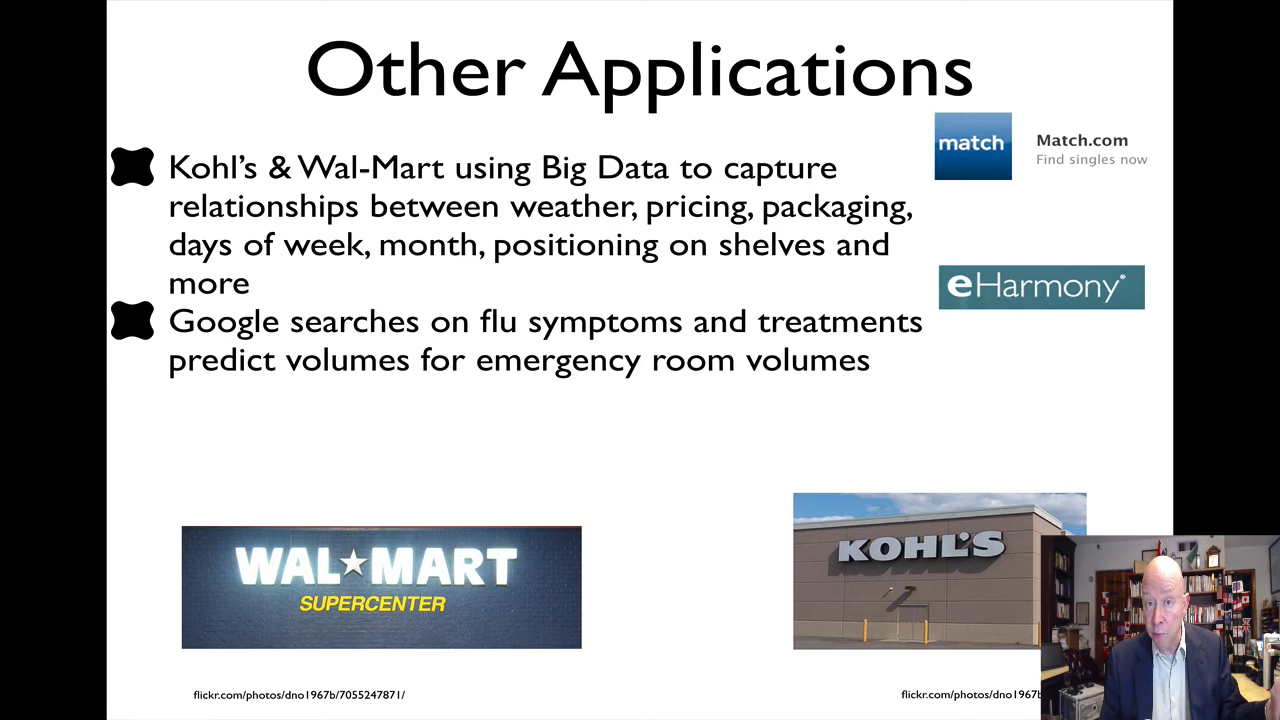 Other Applications
match
Match.com
Find singles now
Kohl's & Wal-Mart using Big Data to capture
relationships between weather, pricing, packaging,
days of week, month, positioning on shelves and
more
eHarmony®
Google searches on flu symptoms and treatments
predict volumes for emergency room volumes
WAL★MART
SUPERCENTER
KOHL'S
flickr.com/photos/dno1967b/7055247871/
flickr.com/photos/dno1967b